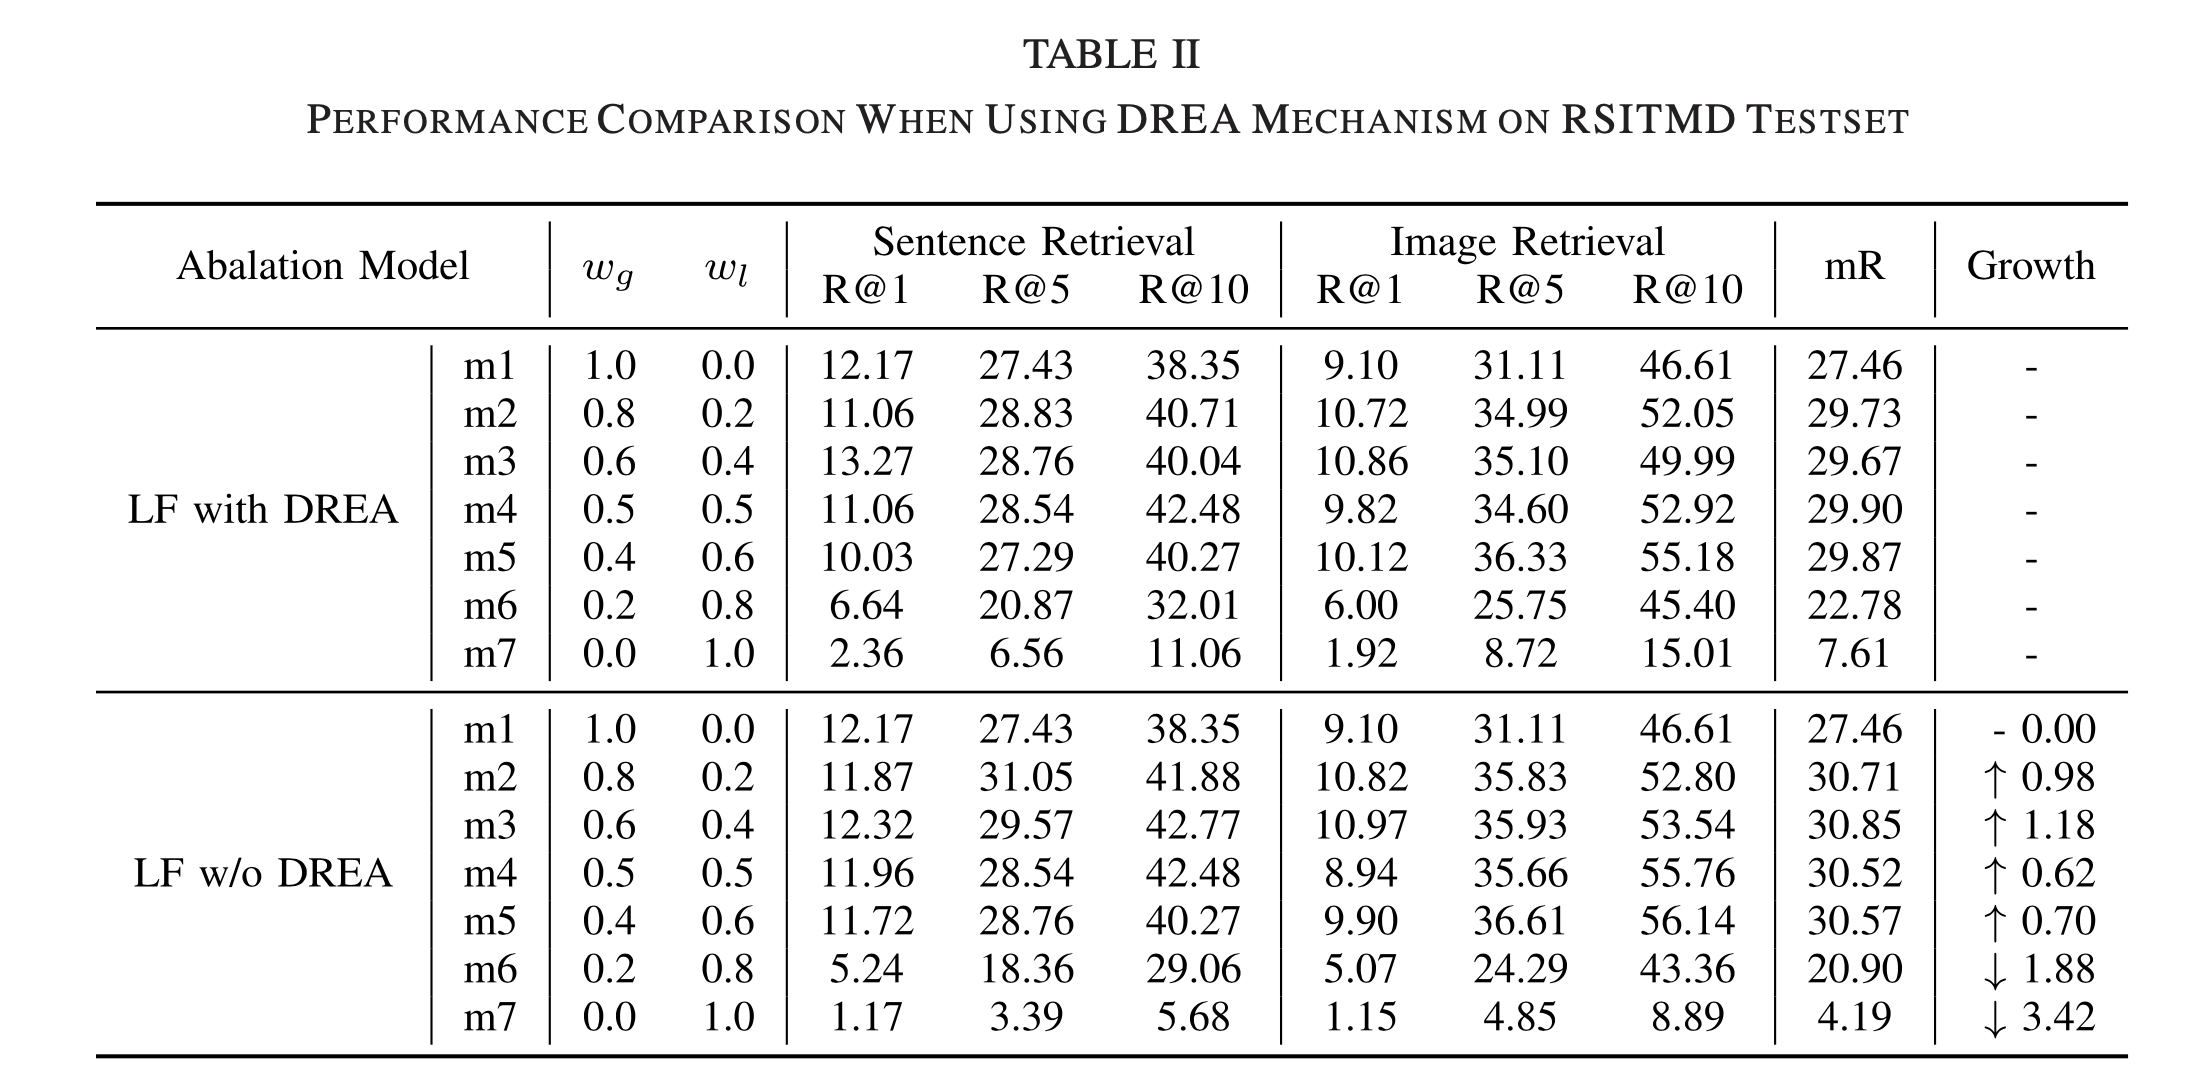 TABLE II
PERFORMANCE COMPARISON WHEN USING DREA MECHANISM ON RSITMD TESTSET
Abalation Model w_g w_l Sentence Retrieval Image Retrieval mR Growth
R@1 R@5 R@10 R@1 R@5 R@10
LF with DREA
m1 1.0 0.0 12.17 27.43 38.35 9.10 31.11 46.61 27.46 -
m2 0.8 0.2 11.06 28.83 40.71 10.72 34.99 52.05 29.73 -
m3 0.6 0.4 13.27 28.76 40.04 10.86 35.10 49.99 29.67 -
m4 0.5 0.5 11.06 28.54 42.48 9.82 34.60 52.92 29.90 -
m5 0.4 0.6 10.03 27.29 40.27 10.12 36.33 55.18 29.87 -
m6 0.2 0.8 6.64 20.87 32.01 6.00 25.75 45.40 22.78 -
m7 0.0 1.0 2.36 6.56 11.06 1.92 8.72 15.01 7.61 -
LF w/o DREA
m1 1.0 0.0 12.17 27.43 38.35 9.10 31.11 46.61 27.46 - 0.00
m2 0.8 0.2 11.87 31.05 41.88 10.82 35.83 52.80 30.71 ↑ 0.98
m3 0.6 0.4 12.32 29.57 42.77 10.97 35.93 53.54 30.85 ↑ 1.18
m4 0.5 0.5 11.96 28.54 42.48 8.94 35.66 55.76 30.52 ↑ 0.62
m5 0.4 0.6 11.72 28.76 40.27 9.90 36.61 56.14 30.57 ↑ 0.70
m6 0.2 0.8 5.24 18.36 29.06 5.07 24.29 43.36 20.90 ↓ 1.88
m7 0.0 1.0 1.17 3.39 5.68 1.15 4.85 8.89 4.19 ↓ 3.42